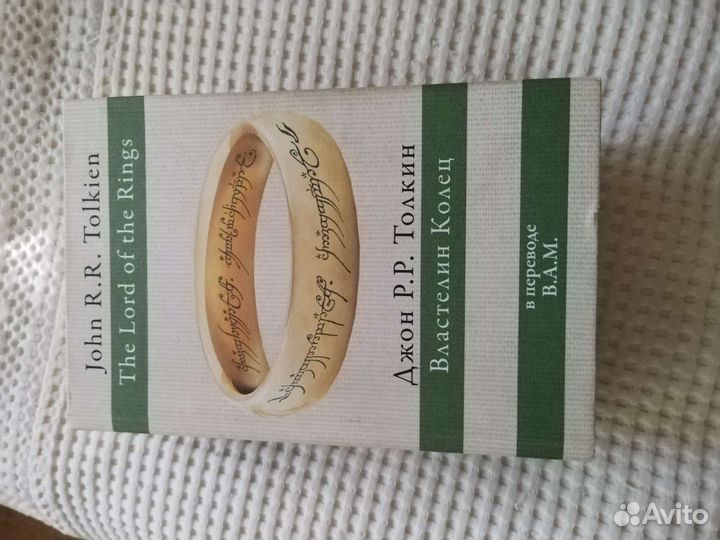 John R.R. Tolkien
The Lord of the Rings
Джон Р.Р. Толкин
Властелин Колец
в переводе
В.А.М.
Avito